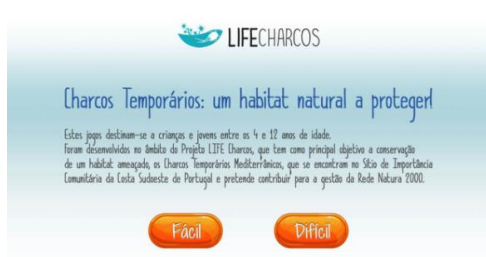 LIFECHARCOS
Charcos Temporários: um habitat natural a proteger!
Estes jogos destinam-se a crianças e jovens entre os 4 e 12 anos de idade.
Foram desenvolvidos no âmbito do Projeto LIFE Charcos, que tem como principal objetivo a conservação
de um habitat ameaçado, os Charcos Temporários Mediterrânicos, que se encontram no Sítio de Importância
Comunitária da Costa Sudoeste de Portugal e pretende contribuir para a gestão da Rede Natura 2000.
Fácil Difícil